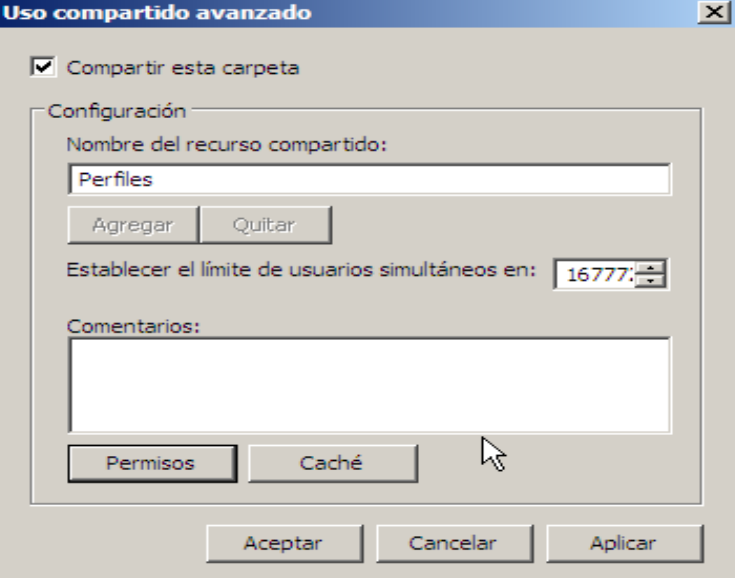 Uso compartido avanzado
Compartir esta carpeta
Configuración
Nombre del recurso compartido:
Perfiles
Agregar Quitar
Establecer el límite de usuarios simultáneos en: 16777
Comentarios:
Permisos Caché
Aceptar Cancelar Aplicar